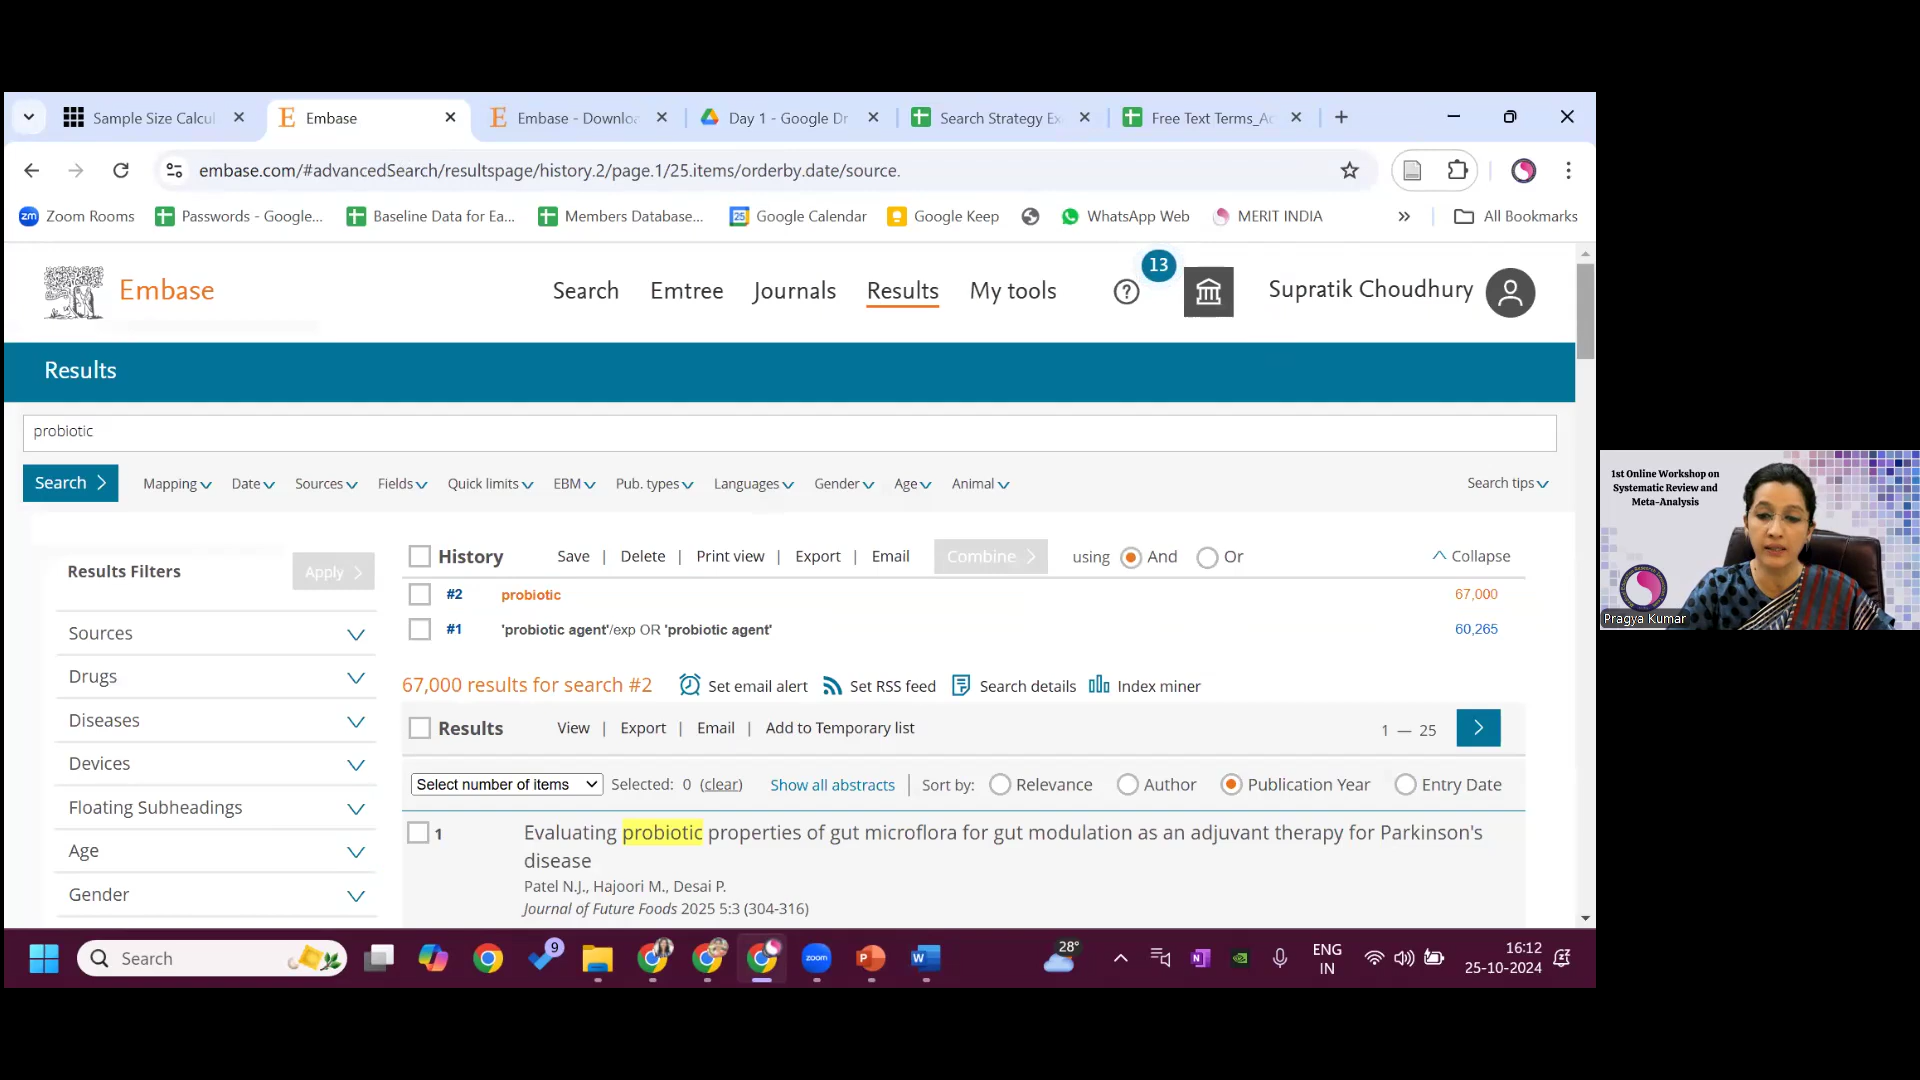 Sample Size Calcul
Embase
Embase - Downloa
Day 1 - Google Dr
Search Strategy Ex
Free Text Terms_Ac
embase.com/#advancedSearch/resultspage/history.2/page.1/25.items/orderby.date/source.
zm Zoom Rooms
Passwords - Google...
Baseline Data for Ea...
Members Database...
25 Google Calendar
Google Keep
WhatsApp Web
MERIT INDIA
»
All Bookmarks
Embase
Search
Emtree
Journals
Results
My tools
13
Supratik Choudhury
Results
probiotic
Search
Mapping
Date
Sources
Fields
Quick limits
EBM
Pub. types
Languages
Gender
Age
Animal
Search tips
Results Filters
Apply
Sources
Drugs
Diseases
Devices
Floating Subheadings
Age
Gender
History Save | Delete | Print view | Export | Email Combine using And Or Collapse
#2 probiotic 67,000
#1 'probiotic agent'/exp OR 'probiotic agent' 60,265
67,000 results for search #2 Set email alert Set RSS feed Search details Index miner
Results View | Export | Email | Add to Temporary list 1 — 25
Select number of items Selected: 0 (clear) Show all abstracts | Sort by: Relevance Author Publication Year Entry Date
1 Evaluating probiotic properties of gut microflora for gut modulation as an adjuvant therapy for Parkinson's
disease
Patel N.J., Hajoori M., Desai P.
Journal of Future Foods 2025 5:3 (304-316)
1st Online Workshop on
Systematic Review and
Meta-Analysis
Pragya Kumar
Search
9
zoom
P
W
28°
N
ENG
IN
16:12
25-10-2024